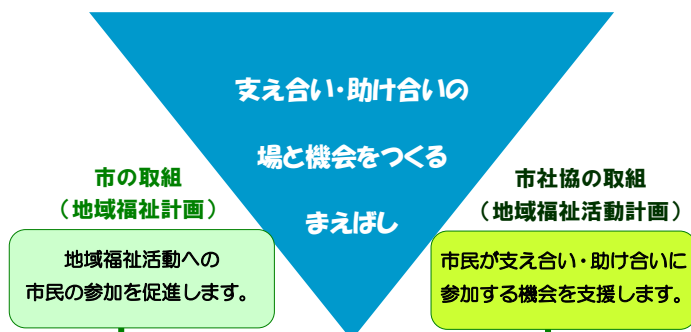 支え合い・助け合いの
場と機会をつくる
まえばし
市の取組
（地域福祉計画）
地域福祉活動への
市民の参加を促進します。
市社協の取組
（地域福祉活動計画）
市民が支え合い・助け合いに
参加する機会を支援します。